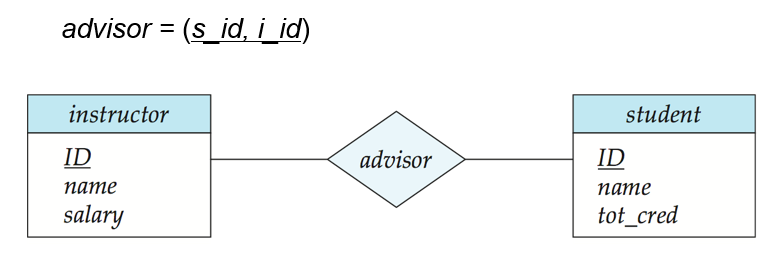 advisor = (s_id, i_id)
instructor
ID
name
salary
advisor
student
ID
name
tot_cred